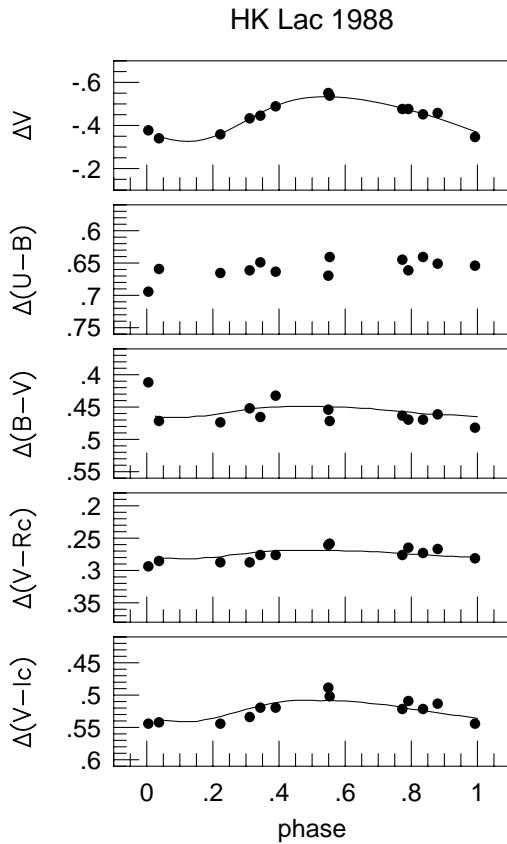 HK Lac 1988
ΔV
-.6
-.4
-.2
Δ(U−B)
.6
.65
.7
.75
Δ(B−V)
.4
.45
.5
.55
Δ(V−Rc)
.2
.25
.3
.35
Δ(V−Ic)
.45
.5
.55
.6
0 .2 .4 .6 .8 1
phase